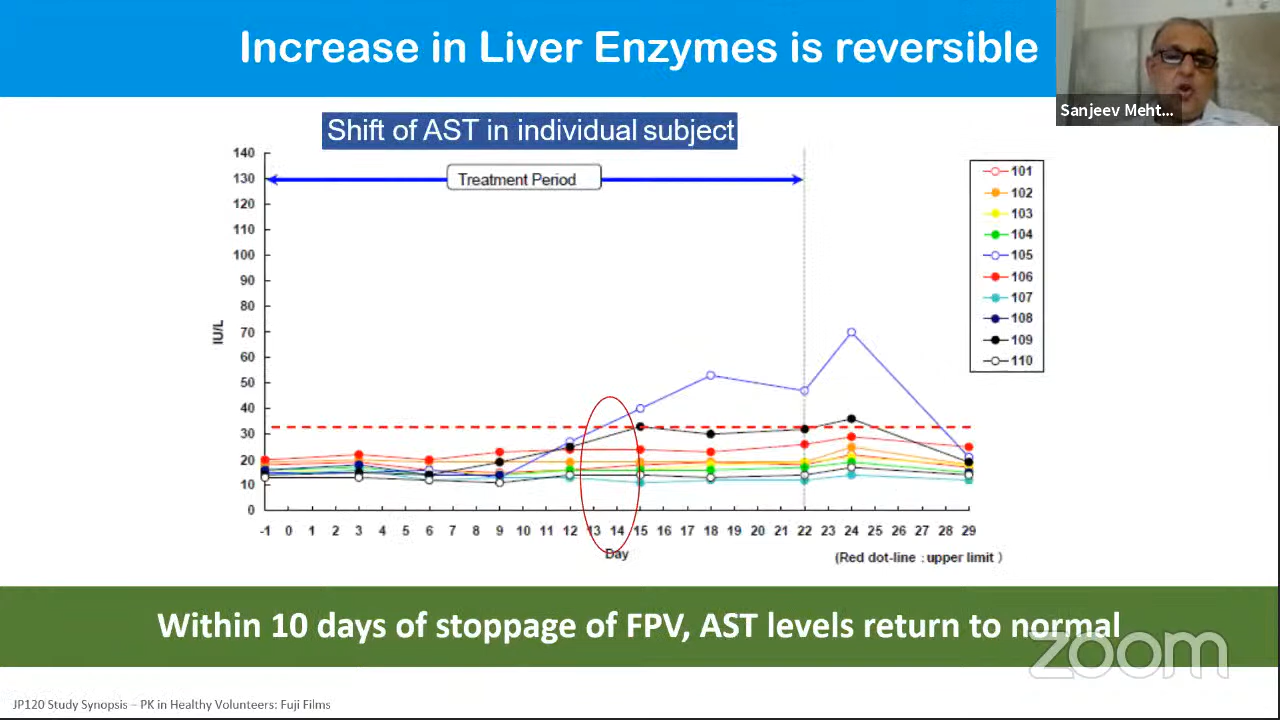 Increase in Liver Enzymes is reversible
Sanjeev Meht...
Shift of AST in individual subject
Treatment Period
140
130
120
110
100
90
80
70
60
50
40
30
20
10
0
IU/L
-1 0 1 2 3 4 5 6 7 8 9 10 11 12 13 14 15 16 17 18 19 20 21 22 23 24 25 26 27 28 29
Day
(Red dot-line : upper limit )
101
102
103
104
105
106
107
108
109
110
Within 10 days of stoppage of FPV, AST levels return to normal
zoom
JP120 Study Synopsis – PK in Healthy Volunteers: Fuji Films